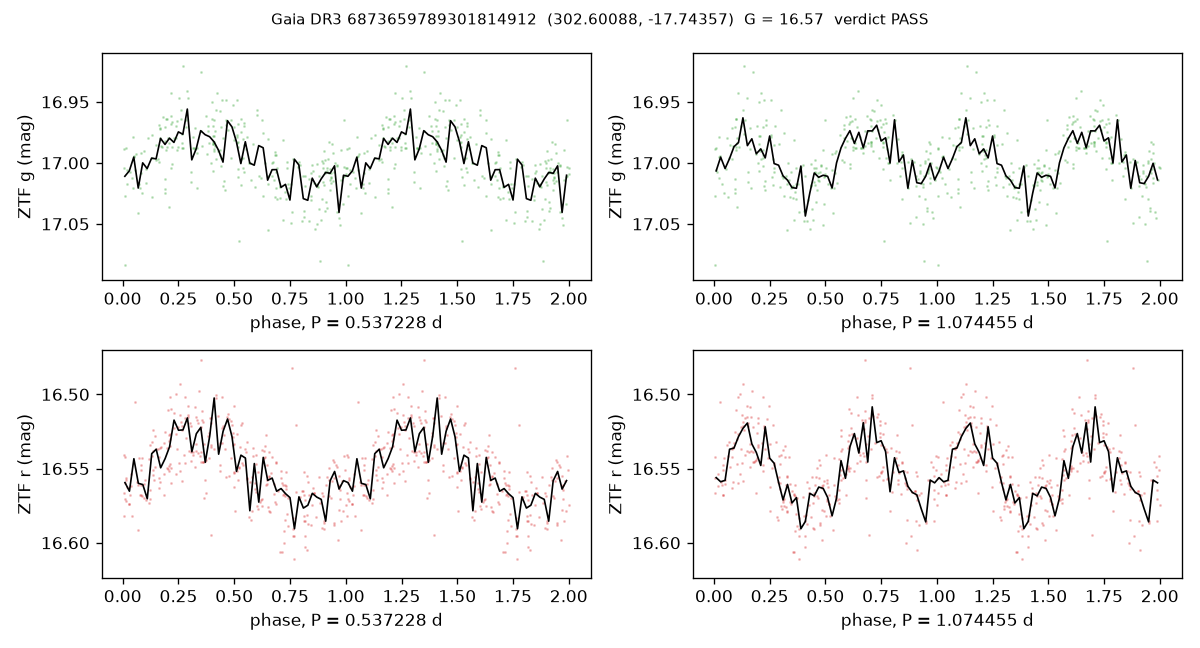 Gaia DR3 6873659789301814912 (302.60088, -17.74357) G = 16.57 verdict PASS
ZTF g (mag)
16.95
17.00
17.05
0.00 0.25 0.50 0.75 1.00 1.25 1.50 1.75 2.00
phase, P = 0.537228 d
ZTF g (mag)
16.95
17.00
17.05
0.00 0.25 0.50 0.75 1.00 1.25 1.50 1.75 2.00
phase, P = 1.074455 d
ZTF r (mag)
16.50
16.55
16.60
0.00 0.25 0.50 0.75 1.00 1.25 1.50 1.75 2.00
phase, P = 0.537228 d
ZTF r (mag)
16.50
16.55
16.60
0.00 0.25 0.50 0.75 1.00 1.25 1.50 1.75 2.00
phase, P = 1.074455 d